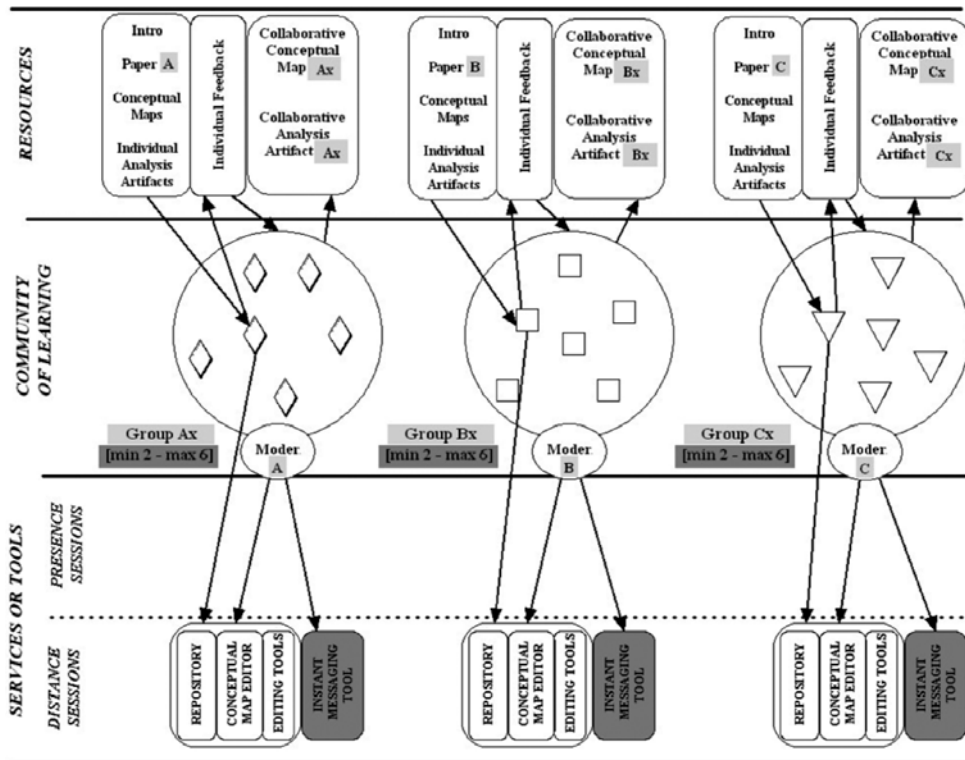 RESOURCES
Intro
Paper A
Conceptual
Maps
Individual
Analysis
Artifacts
Individual Feedback
Collaborative
Conceptual
Map Ax
Collaborative
Analysis
Artifact Ax
Intro
Paper B
Conceptual
Maps
Individual
Analysis
Artifacts
Individual Feedback
Collaborative
Conceptual
Map Bx
Collaborative
Analysis
Artifact Bx
Intro
Paper C
Conceptual
Maps
Individual
Analysis
Artifacts
Individual Feedback
Collaborative
Conceptual
Map Cx
Collaborative
Analysis
Artifact Cx
COMMUNITY
OF LEARNING
Group Ax
[min 2 - max 6]
Moder.
A
Group Bx
[min 2 - max 6]
Moder.
B
Group Cx
[min 2 - max 6]
Moder.
C
SERVICES OR TOOLS
PRESENCE
SESSIONS
DISTANCE
SESSIONS
REPOSITORY
CONCEPTUAL
MAP EDITOR
EDITING TOOLS
INSTANT
MESSAGING
TOOL
REPOSITORY
CONCEPTUAL
MAP EDITOR
EDITING TOOLS
INSTANT
MESSAGING
TOOL
REPOSITORY
CONCEPTUAL
MAP EDITOR
EDITING TOOLS
INSTANT
MESSAGING
TOOL